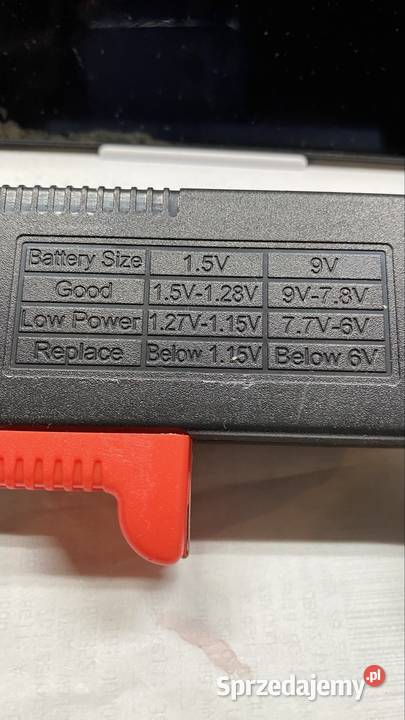 Battery Size 1.5V 9V
Good 1.5V-1.28V 9V-7.8V
Low Power 1.27V-1.15V 7.7V-6V
Replace Below 1.15V Below 6V
Sprzedajemy.pl